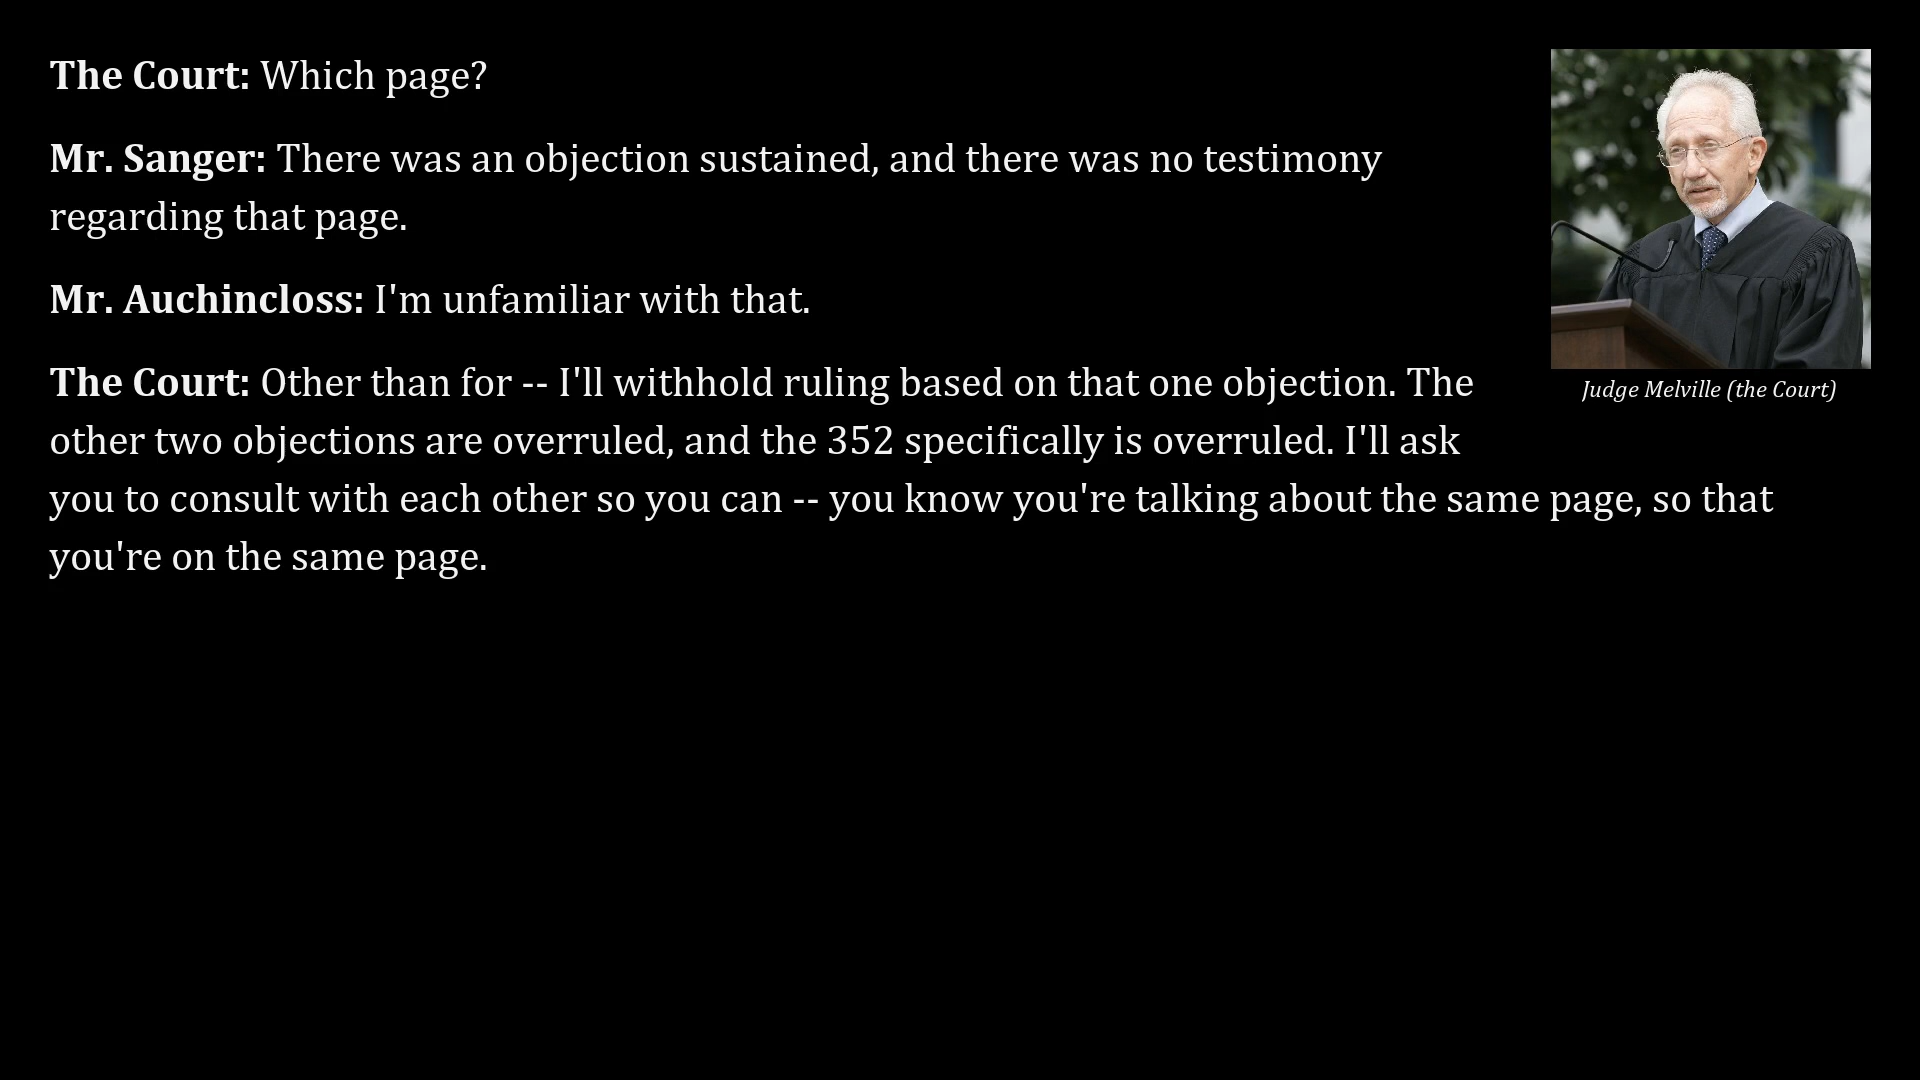 The Court: Which page?
Mr. Sanger: There was an objection sustained, and there was no testimony
regarding that page.
Mr. Auchincloss: I'm unfamiliar with that.
The Court: Other than for -- I'll withhold ruling based on that one objection. The
other two objections are overruled, and the 352 specifically is overruled. I'll ask
you to consult with each other so you can -- you know you're talking about the same page, so that
you're on the same page.
Judge Melville (the Court)